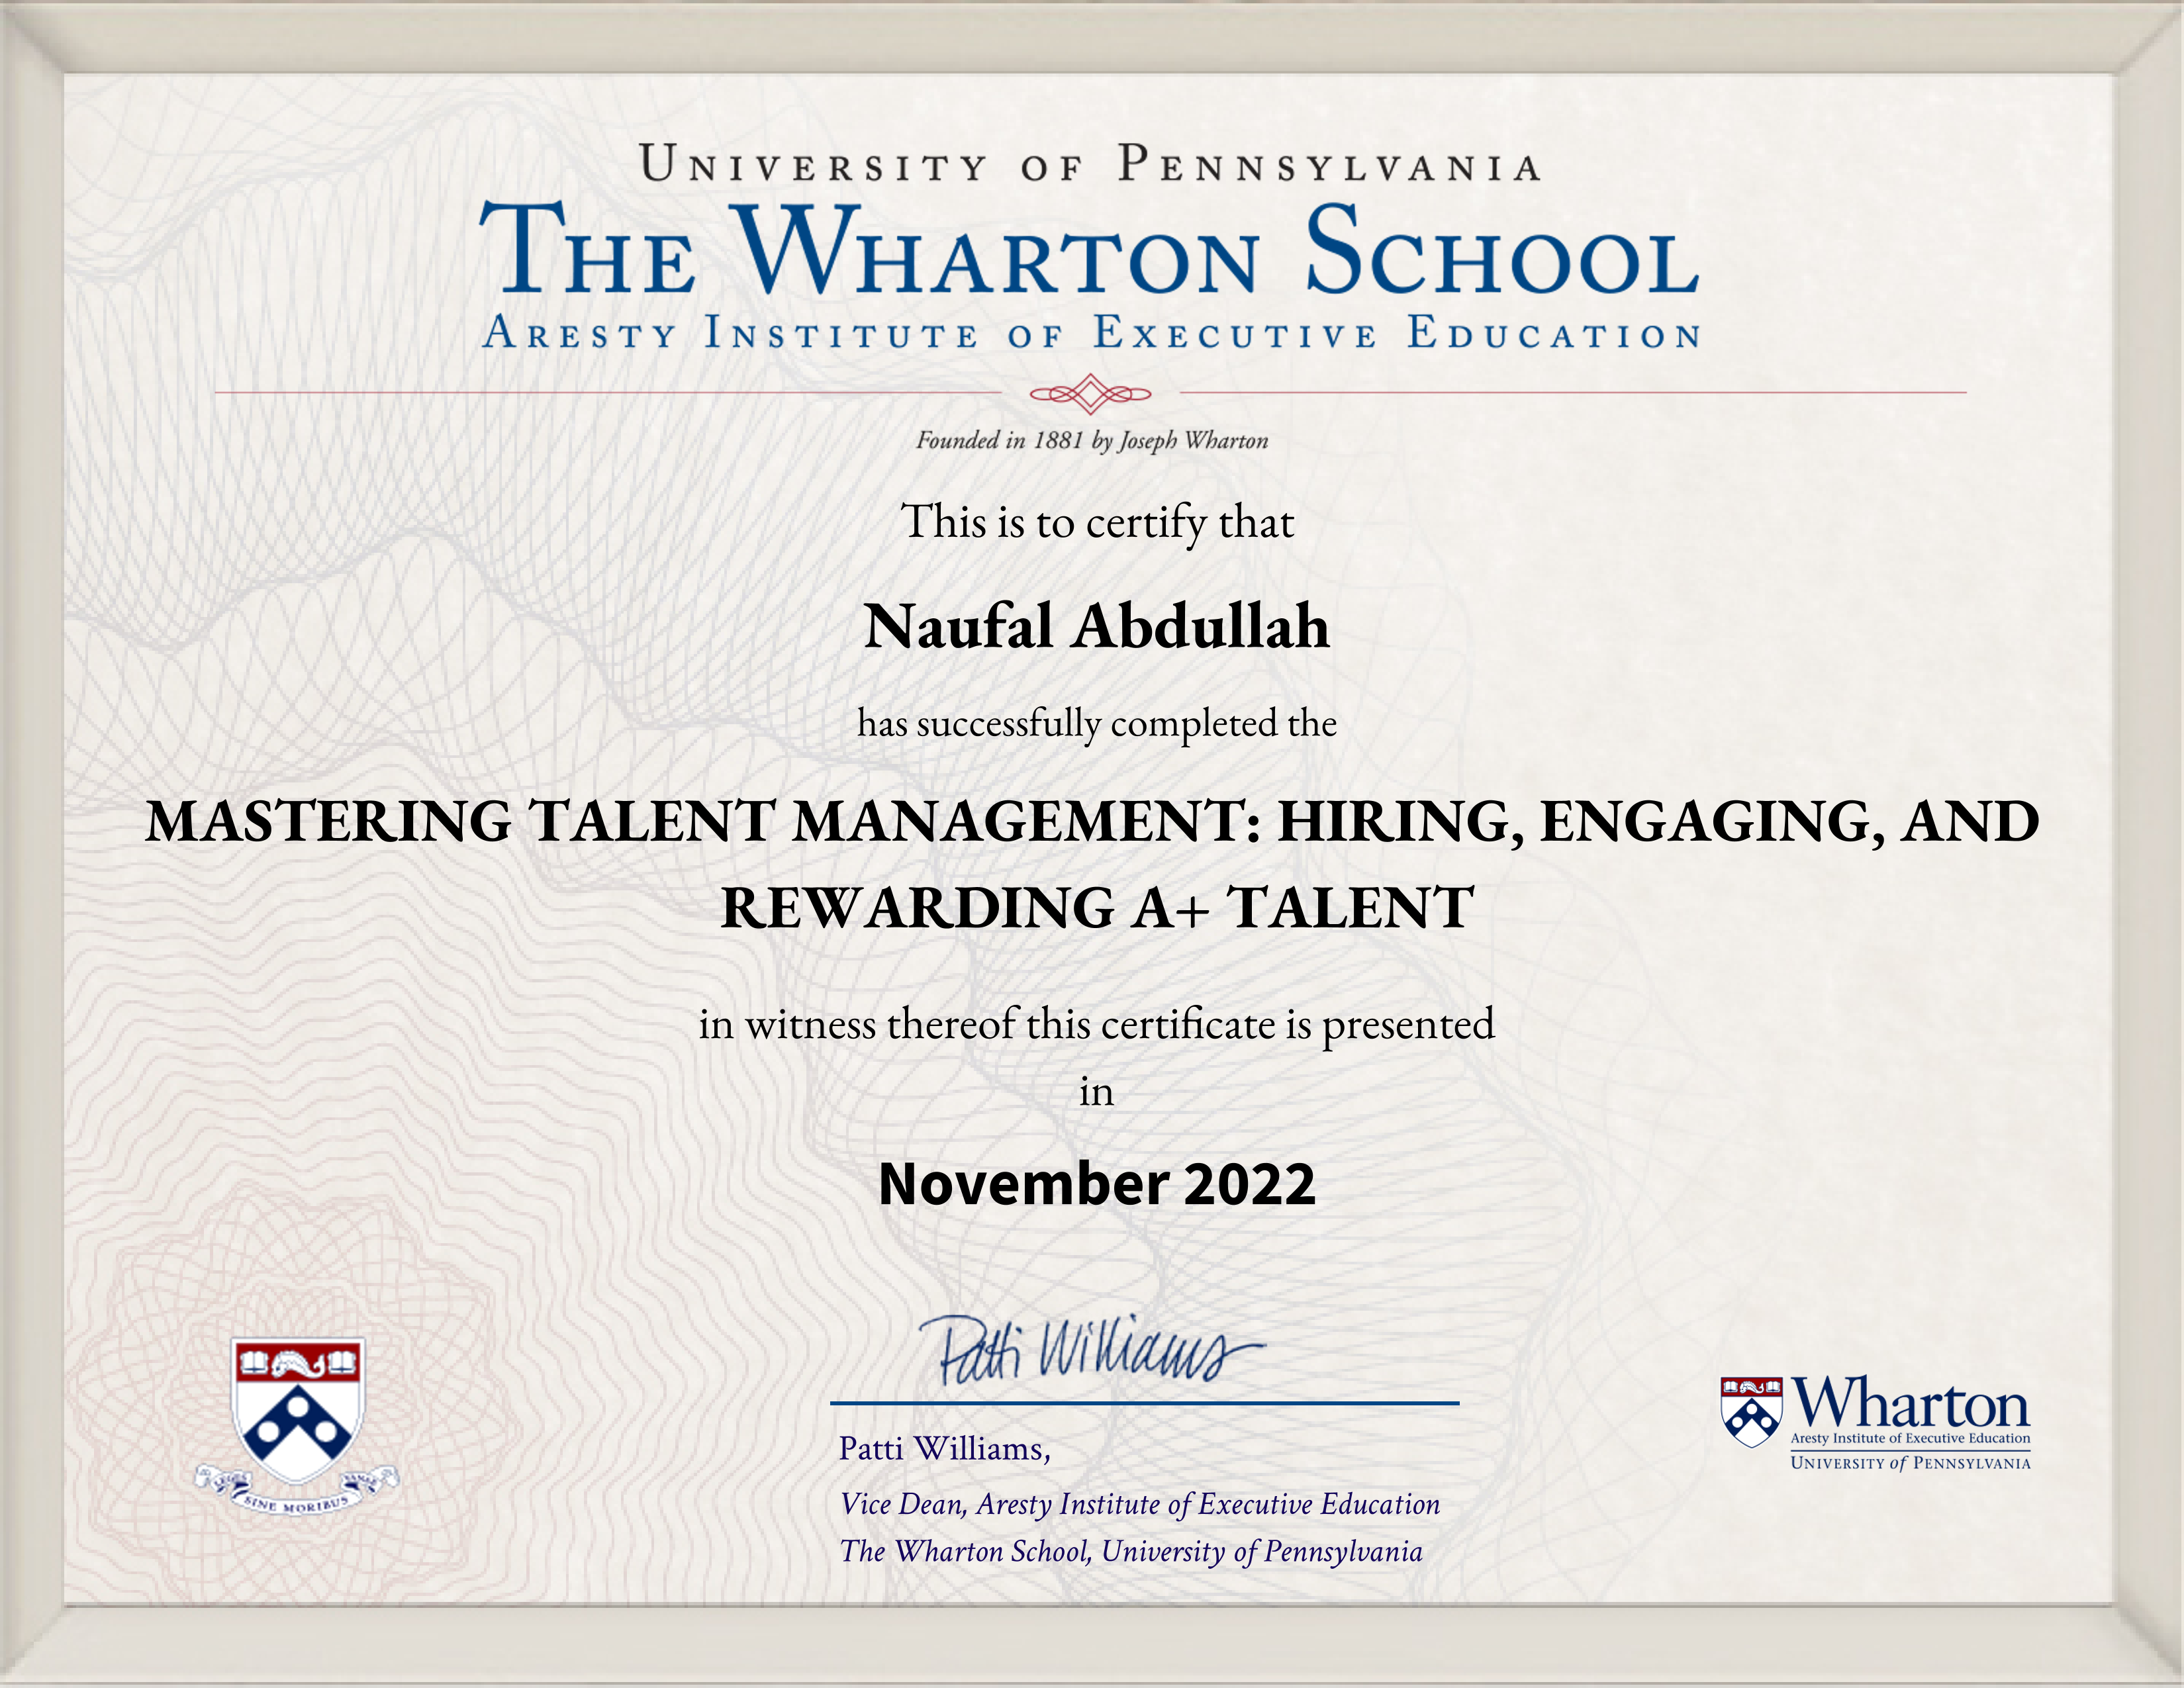 UNIVERSITY OF PENNSYLVANIA
THE WHARTON SCHOOL
ARESTY INSTITUTE OF EXECUTIVE EDUCATION
Founded in 1881 by Joseph Wharton
This is to certify that
Naufal Abdullah
has successfully completed the
MASTERING TALENT MANAGEMENT: HIRING, ENGAGING, AND
REWARDING A+ TALENT
in witness thereof this certificate is presented
in
November 2022
Patti Williams
Patti Williams,
Vice Dean, Aresty Institute of Executive Education
The Wharton School, University of Pennsylvania
LEGES SINE MORIBUS VANAE
Wharton
Aresty Institute of Executive Education
UNIVERSITY of PENNSYLVANIA